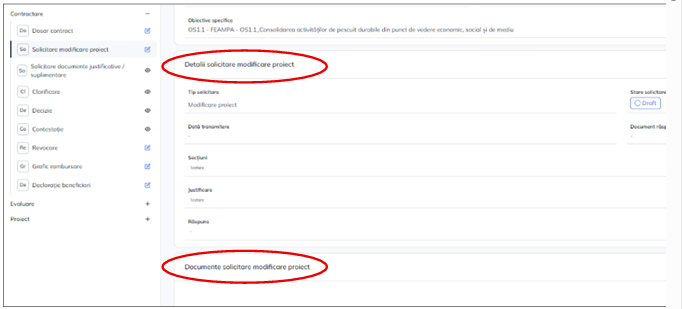 Contractare
Do Dosar contract
So Solicitare modificare proiect
So Solicitare documente justificative /
suplimentare
Cl Clarificare
De Decizie
Co Contestație
Re Revocare
Gr Grafic rambursare
De Declarație beneficiari
Evaluare
Proiect
Obiective specifice
OS1.1 - FEAMPA - OS1.1_Consolidarea activităților de pescuit durabile din punct de vedere economic, social și de mediu
Detalii solicitare modificare proiect
Tip solicitare
Modificare proiect
Stare solicitare
Draft
Dată transmitere
Document răsp
Secțiuni
Justificare
Răspuns
Documente solicitare modificare proiect